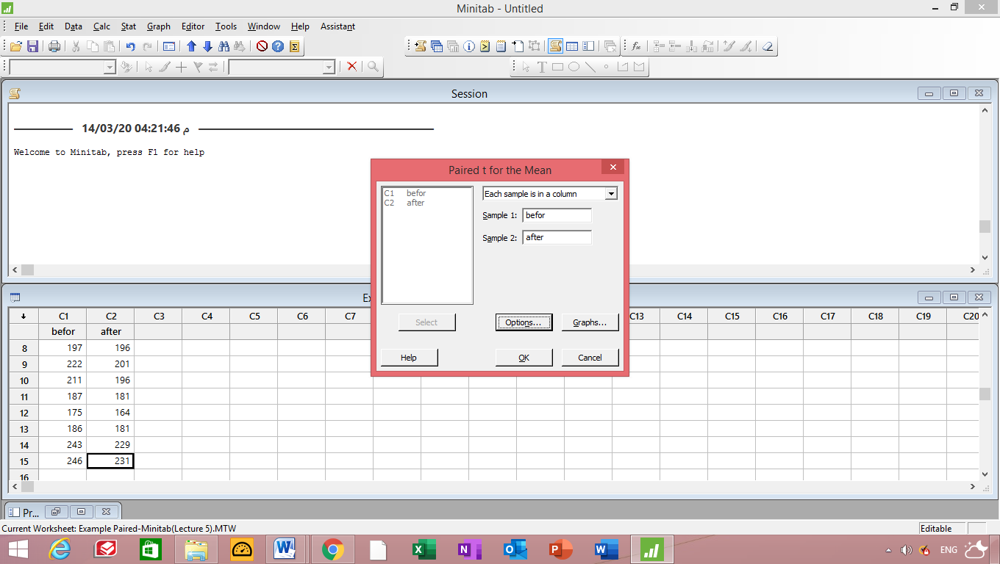 Minitab - Untitled
File Edit Data Calc Stat Graph Editor Tools Window Help Assistant
Session
14/03/20 04:21:46 م
Welcome to Minitab, press F1 for help
Paired t for the Mean
C1 befor
C2 after
Each sample is in a column
Sample 1: befor
Sample 2: after
Select Options... Graphs...
Help OK Cancel
C1 C2 C3 C4 C5 C6 C7 C13 C14 C15 C16 C17 C18 C19 C20
befor after
8 197 196
9 222 201
10 211 196
11 187 181
12 175 164
13 186 181
14 243 229
15 246 231
16
Pr...
Current Worksheet: Example Paired-Minitab(Lecture 5).MTW Editable
ENG